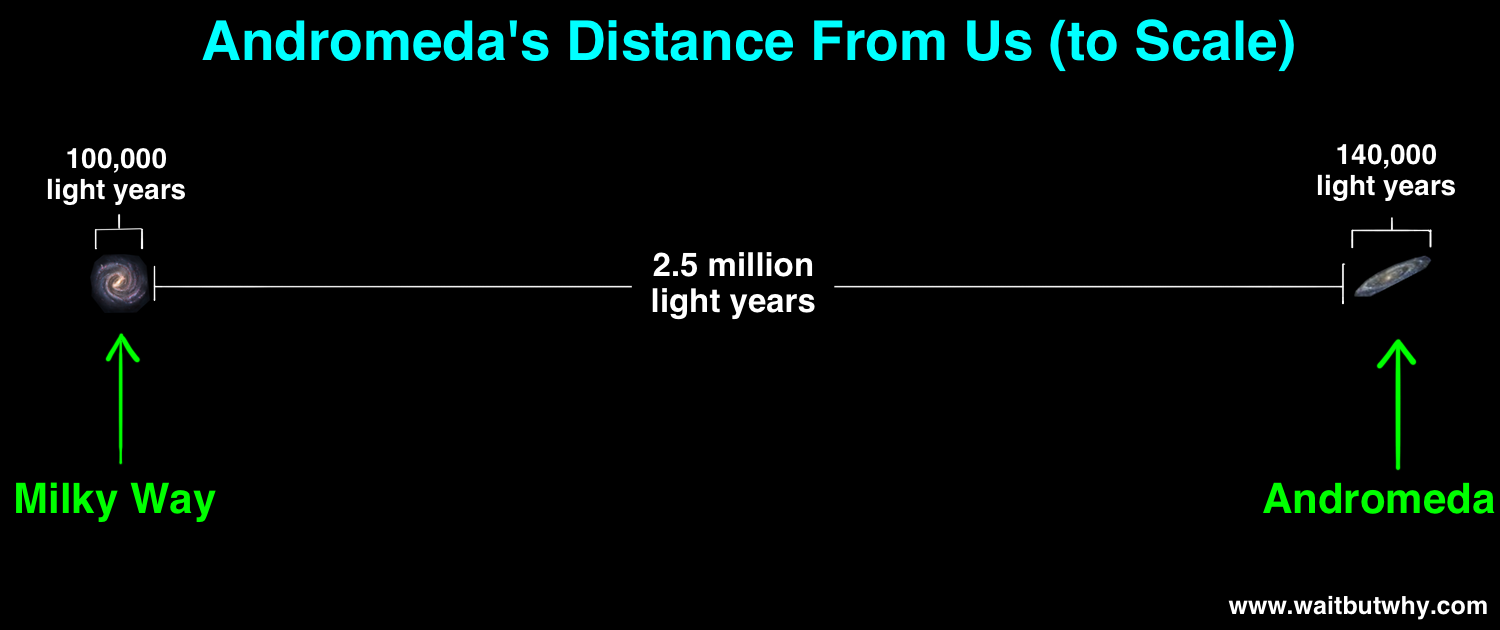 Andromeda's Distance From Us (to Scale)
100,000
light years
140,000
light years
2.5 million
light years
Milky Way
Andromeda
www.waitbutwhy.com